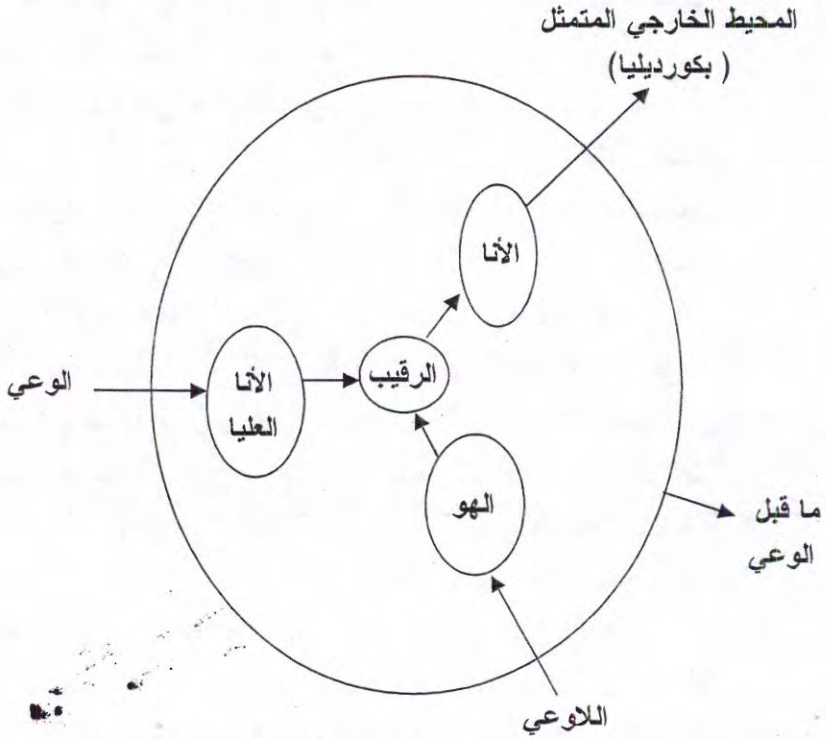 المحيط الخارجي المتمثل
( بكورديليا)
الأنا
الرقيب
الوعي
الأنا
العليا
الهو
ما قبل
الوعي
اللاوعي